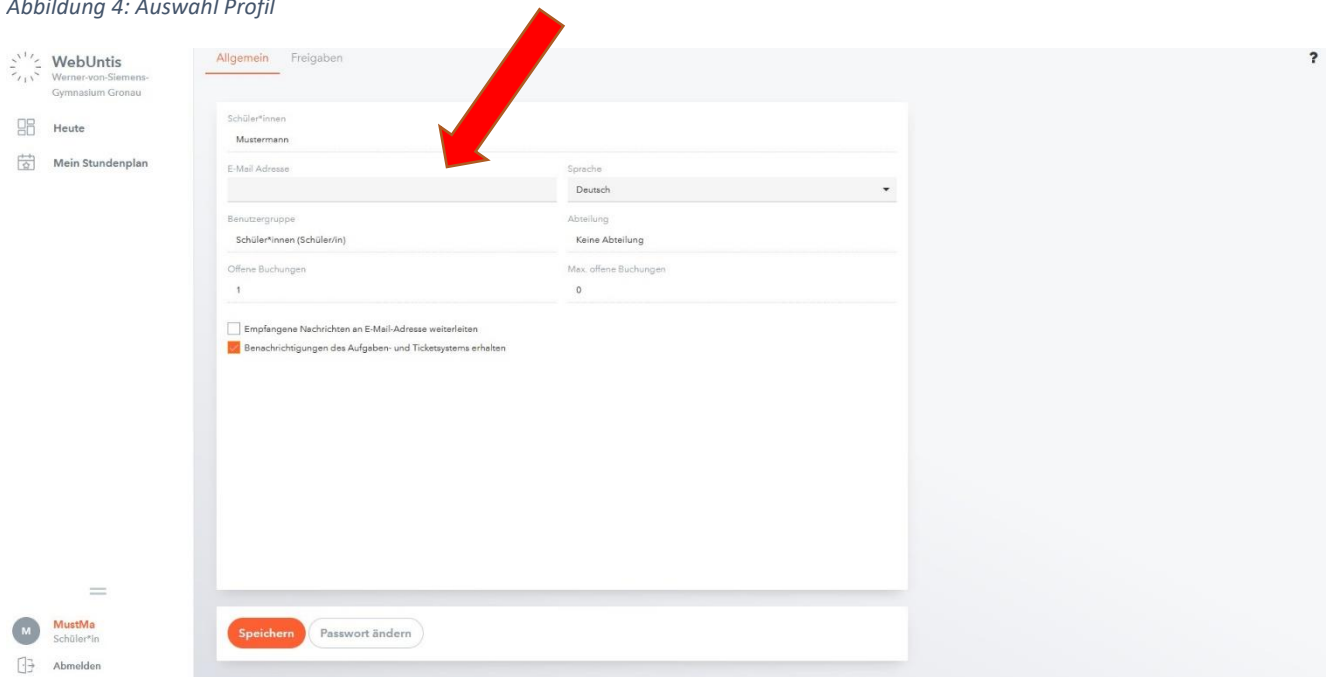 Abbildung 4: Auswahl Profil
WebUntis
Werner-von-Siemens-
Gymnasium Gronau
Heute
Mein Stundenplan
Allgemein Freigaben
?
Schüler*innen
Mustermann
E-Mail Adresse
Sprache
Deutsch
Benutzergruppe
Abteilung
Schüler*innen (Schüler/in)
Keine Abteilung
Offene Buchungen
Max. offene Buchungen
1
0
Empfangene Nachrichten an E-Mail-Adresse weiterleiten
Benachrichtigungen des Aufgaben- und Ticketsystems erhalten
Speichern
Passwort ändern
M
MustMa
Schüler*in
Abmelden